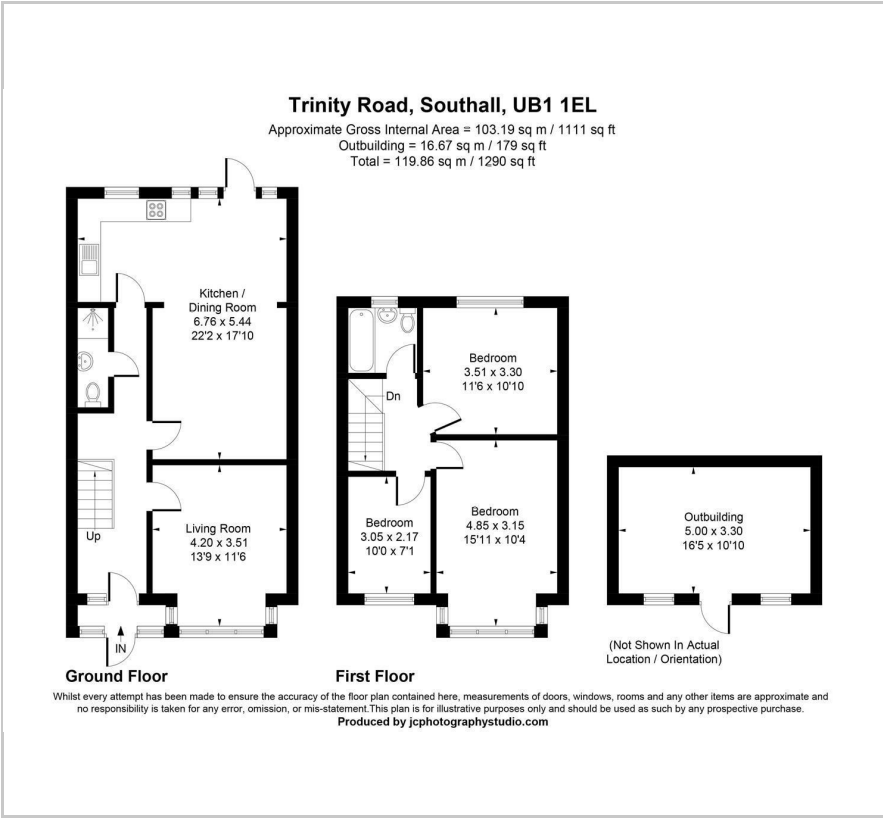 Trinity Road, Southall, UB1 1EL
Approximate Gross Internal Area = 103.19 sq m / 1111 sq ft
Outbuilding = 16.67 sq m / 179 sq ft
Total = 119.86 sq m / 1290 sq ft
Kitchen /
Dining Room
6.76 x 5.44
22'2 x 17'10
Up
Living Room
4.20 x 3.51
13'9 x 11'6
IN
Ground Floor
Dn
Bedroom
3.51 x 3.30
11'6 x 10'10
Bedroom
3.05 x 2.17
10'0 x 7'1
Bedroom
4.85 x 3.15
15'11 x 10'4
First Floor
Outbuilding
5.00 x 3.30
16'5 x 10'10
(Not Shown In Actual
Location / Orientation)
Whilst every attempt has been made to ensure the accuracy of the floor plan contained here, measurements of doors, windows, rooms and any other items are approximate and
no responsibility is taken for any error, omission, or mis-statement.This plan is for illustrative purposes only and should be used as such by any prospective purchase.
Produced by jcphotographystudio.com